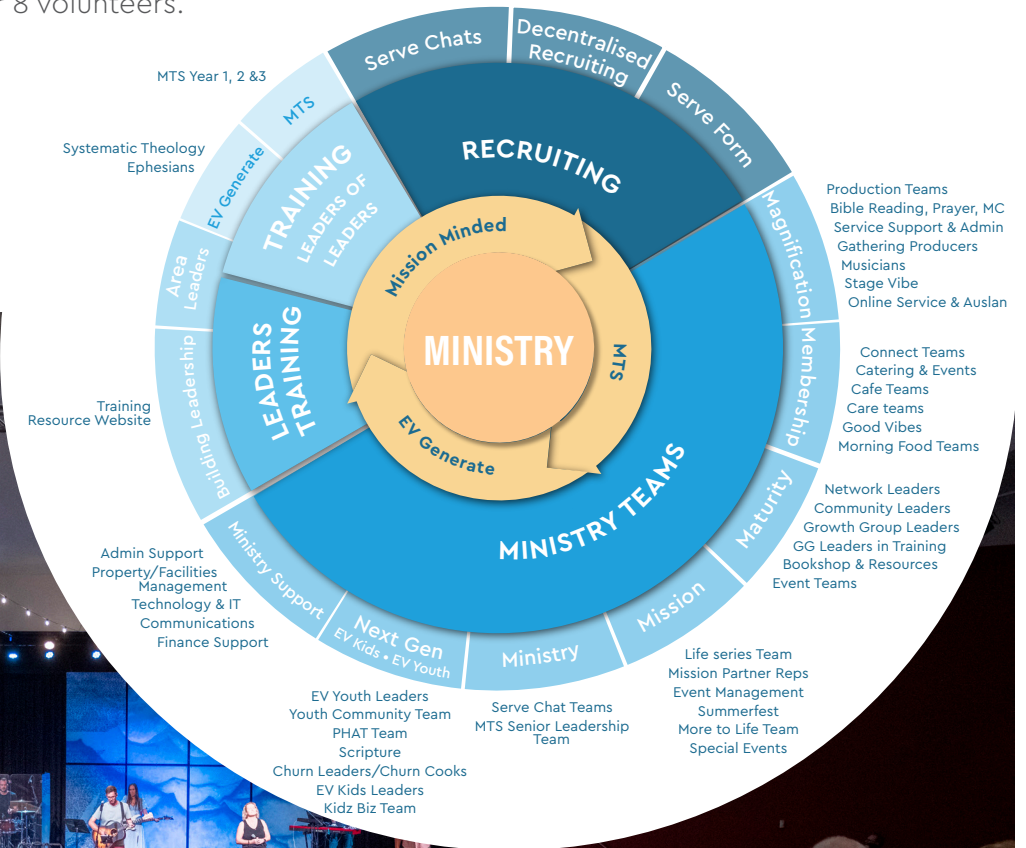 8 volunteers.
Serve Chats
Decentralised
Recruiting
Serve Form
RECRUITING
MTS Year 1, 2 &3
MTS
Systematic Theology
Ephesians
EV Generate
TRAINING
LEADERS OF
LEADERS
Area
Leaders
LEADERS
TRAINING
Building Leadership
Training
Resource Website
Mission Minded
MTS
EV Generate
MINISTRY
MINISTRY TEAMS
Magnification
Production Teams
Bible Reading, Prayer, MC
Service Support & Admin
Gathering Producers
Musicians
Stage Vibe
Online Service & Auslan
Membership
Connect Teams
Catering & Events
Cafe Teams
Care teams
Good Vibes
Morning Food Teams
Maturity
Network Leaders
Community Leaders
Growth Group Leaders
GG Leaders in Training
Bookshop & Resources
Event Teams
Mission
Life series Team
Mission Partner Reps
Event Management
Summerfest
More to Life Team
Special Events
Ministry
Serve Chat Teams
MTS Senior Leadership
Team
Next Gen
EV Kids • EV Youth
EV Youth Leaders
Youth Community Team
PHAT Team
Scripture
Churn Leaders/Churn Cooks
EV Kids Leaders
Kidz Biz Team
Ministry Support
Admin Support
Property/Facilities
Management
Technology & IT
Communications
Finance Support